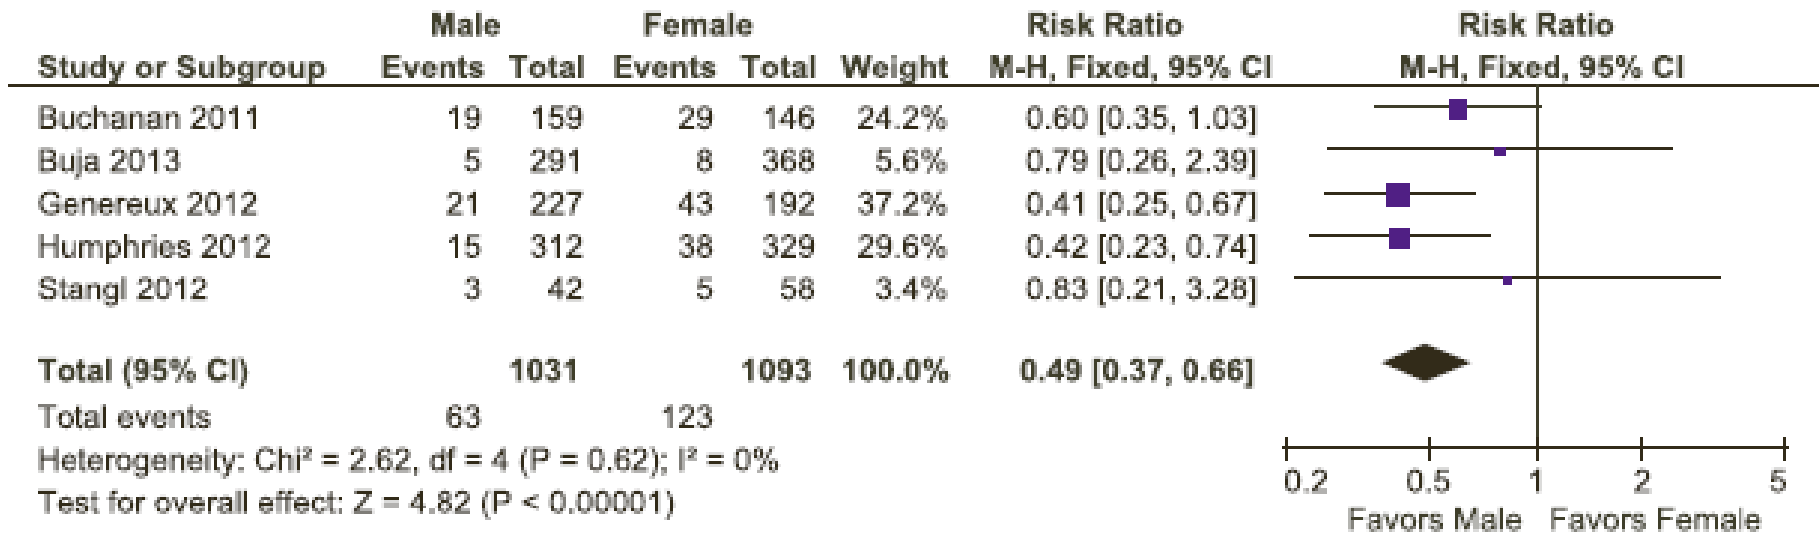 Male Female Risk Ratio Risk Ratio
Study or Subgroup Events Total Events Total Weight M-H, Fixed, 95% CI M-H, Fixed, 95% CI
Buchanan 2011 19 159 29 146 24.2% 0.60 [0.35, 1.03]
Buja 2013 5 291 8 368 5.6% 0.79 [0.26, 2.39]
Genereux 2012 21 227 43 192 37.2% 0.41 [0.25, 0.67]
Humphries 2012 15 312 38 329 29.6% 0.42 [0.23, 0.74]
Stangl 2012 3 42 5 58 3.4% 0.83 [0.21, 3.28]
Total (95% CI) 1031 1093 100.0% 0.49 [0.37, 0.66]
Total events 63 123
Heterogeneity: Chi² = 2.62, df = 4 (P = 0.62); I² = 0%
Test for overall effect: Z = 4.82 (P < 0.00001)
0.2 0.5 1 2 5
Favors Male Favors Female